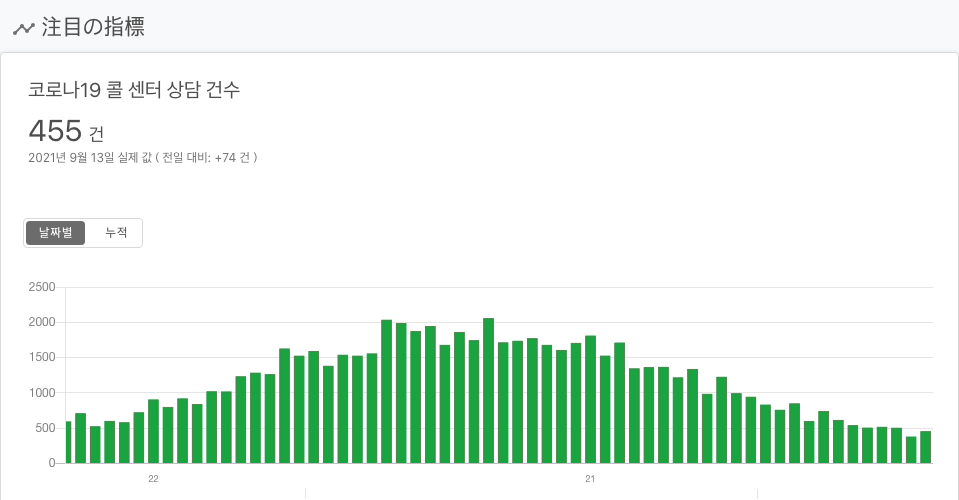 注目の指標
코로나19 콜 센터 상담 건수
455 건
2021년 9월 13일 실제 값 ( 전일 대비: +74 건 )
날짜별 누적
2500
2000
1500
1000
500
0
22 21